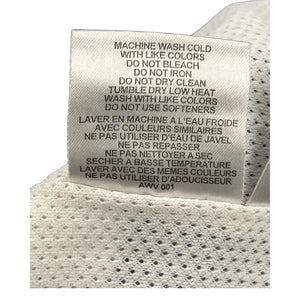 MACHINE WASH COLD
WITH LIKE COLORS
DO NOT BLEACH
DO NOT IRON
DO NOT DRY CLEAN
TUMBLE DRY LOW HEAT
WASH WITH LIKE COLORS
DO NOT USE SOFTENERS
LAVER EN MACHINE A L'EAU FROIDE
AVEC COULEURS SIMILAIRES
NE PAS UTILISER D'EAU DE JAVEL
NE PAS REPASSER
NE PAS NETTOYER A SEC
SECHER A BASSE TEMPERATURE
LAVER AVEC DES MEMES COULEURS
NE PAS UTILISER D'ADOUCISSEUR
AWV 001